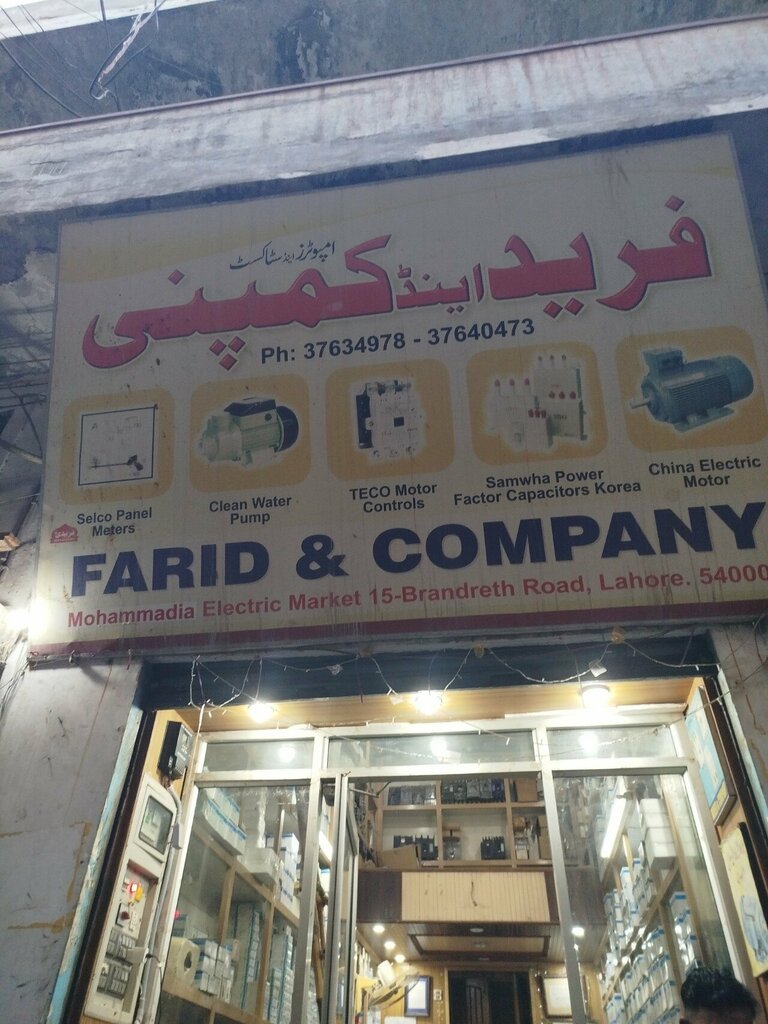 امپوٹرز اینڈ سٹاکسٹ
فرید اینڈ کمپنی
Ph: 37634978 - 37640473
Selco Panel Meters
Clean Water Pump
TECO Motor Controls
Samwha Power Factor Capacitors Korea
China Electric Motor
FARID & COMPANY
Mohammadia Electric Market 15-Brandreth Road, Lahore. 54000